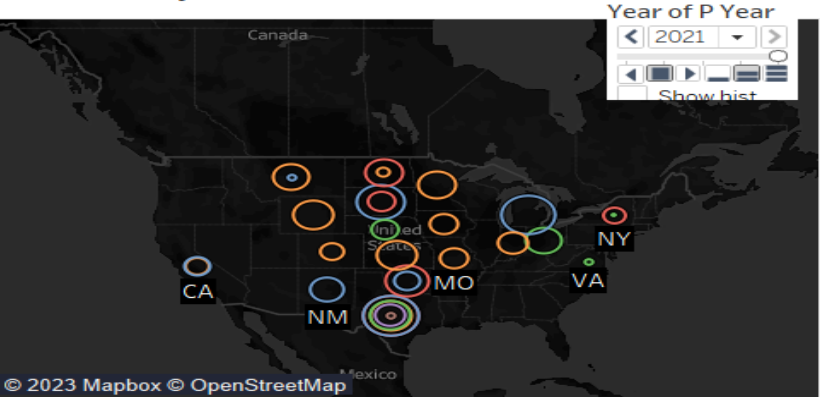 Year of P Year
2021
Show hist
Canada
United
States
NY
VA
CA
MO
NM
Mexico
© 2023 Mapbox © OpenStreetMap